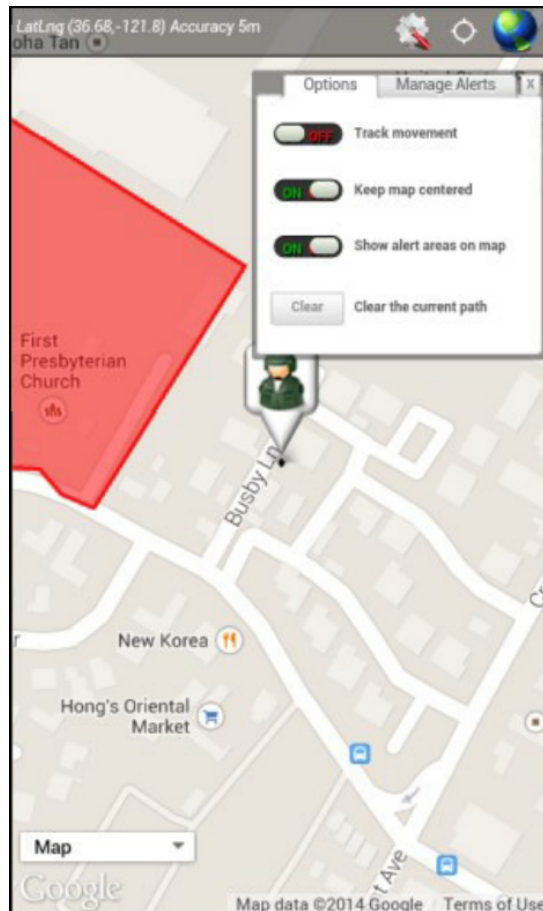 LatLng (36.68,-121.8) Accuracy 5m
oha Tan
Options
Manage Alerts
X
OFF
Track movement
ON
Keep map centered
ON
Show alert areas on map
Clear
Clear the current path
First
Presbyterian
Church
Busby Ln
New Korea
Hong's Oriental
Market
Map
t Ave
Google
Map data ©2014 Google
Terms of Use